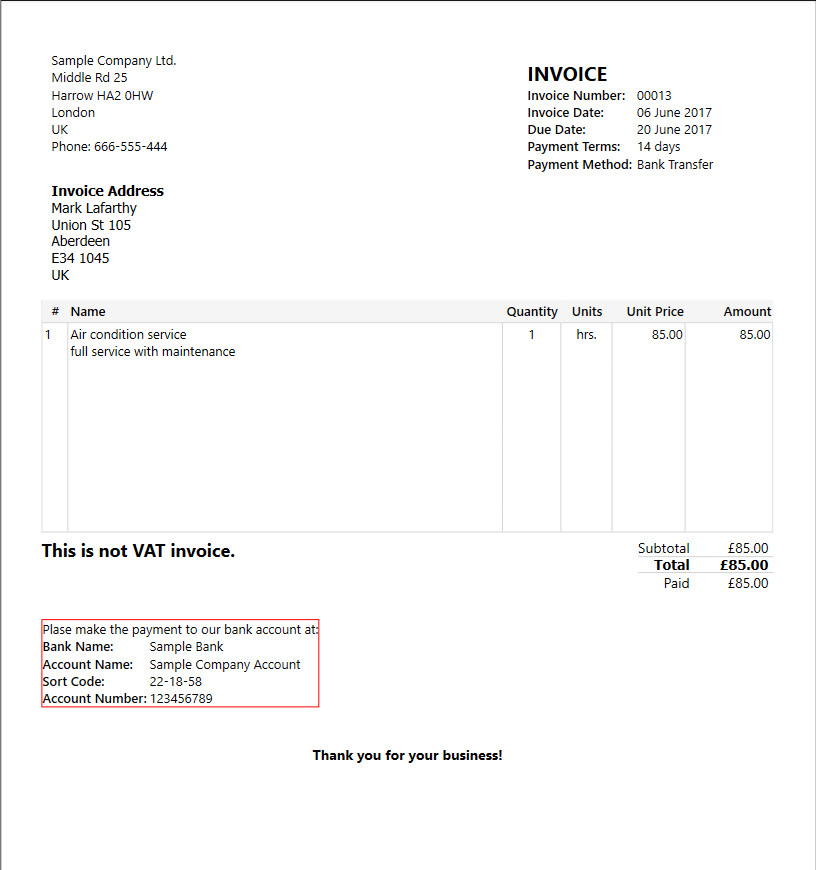 Sample Company Ltd.
Middle Rd 25
Harrow HA2 0HW
London
UK
Phone: 666-555-444
INVOICE
Invoice Number: 00013
Invoice Date: 06 June 2017
Due Date: 20 June 2017
Payment Terms: 14 days
Payment Method: Bank Transfer
Invoice Address
Mark Lafarthy
Union St 105
Aberdeen
E34 1045
UK
# Name Quantity Units Unit Price Amount
1 Air condition service 1 hrs. 85.00 85.00
full service with maintenance
This is not VAT invoice.
Subtotal £85.00
Total £85.00
Paid £85.00
Plase make the payment to our bank account at:
Bank Name: Sample Bank
Account Name: Sample Company Account
Sort Code: 22-18-58
Account Number: 123456789
Thank you for your business!